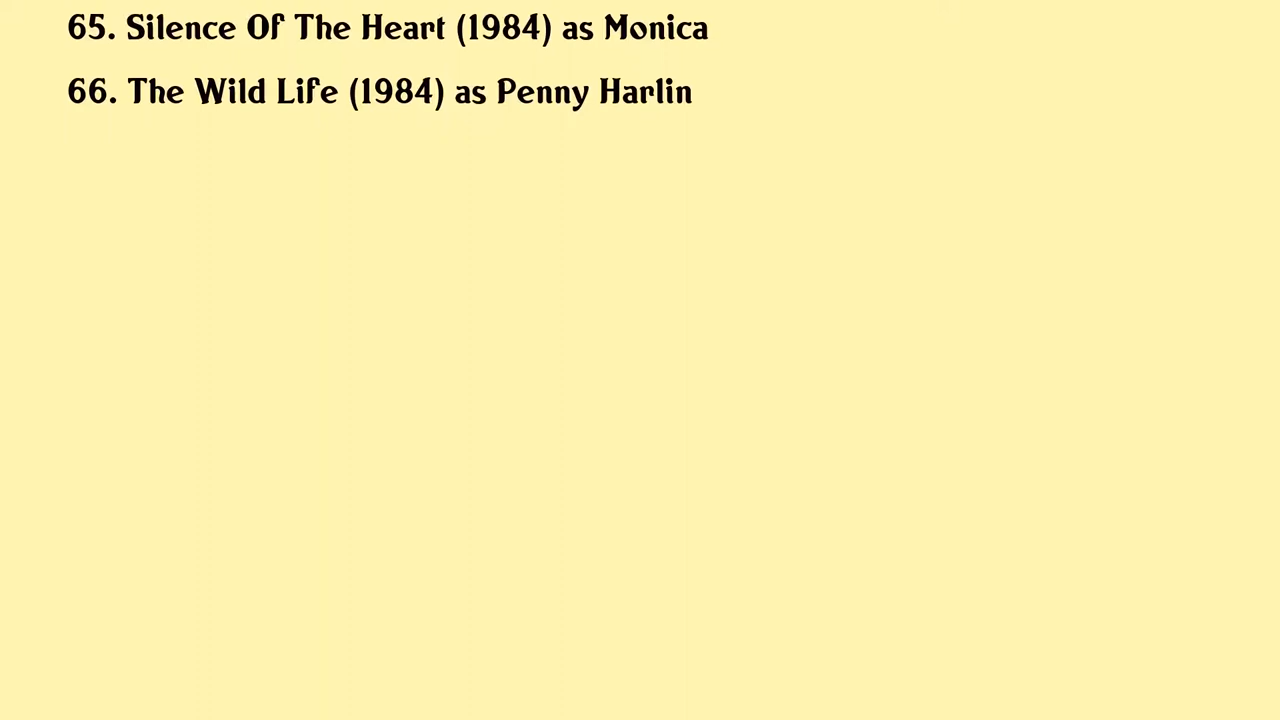 65. Silence Of The Heart (1984) as Monica
66. The Wild Life (1984) as Penny Harlin